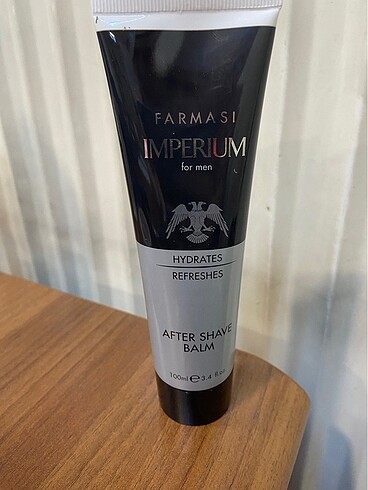 FARMASI
IMPERIUM
for men
HYDRATES
REFRESHES
AFTER SHAVE
BALM
100ml ℮ 3.4 fl.oz